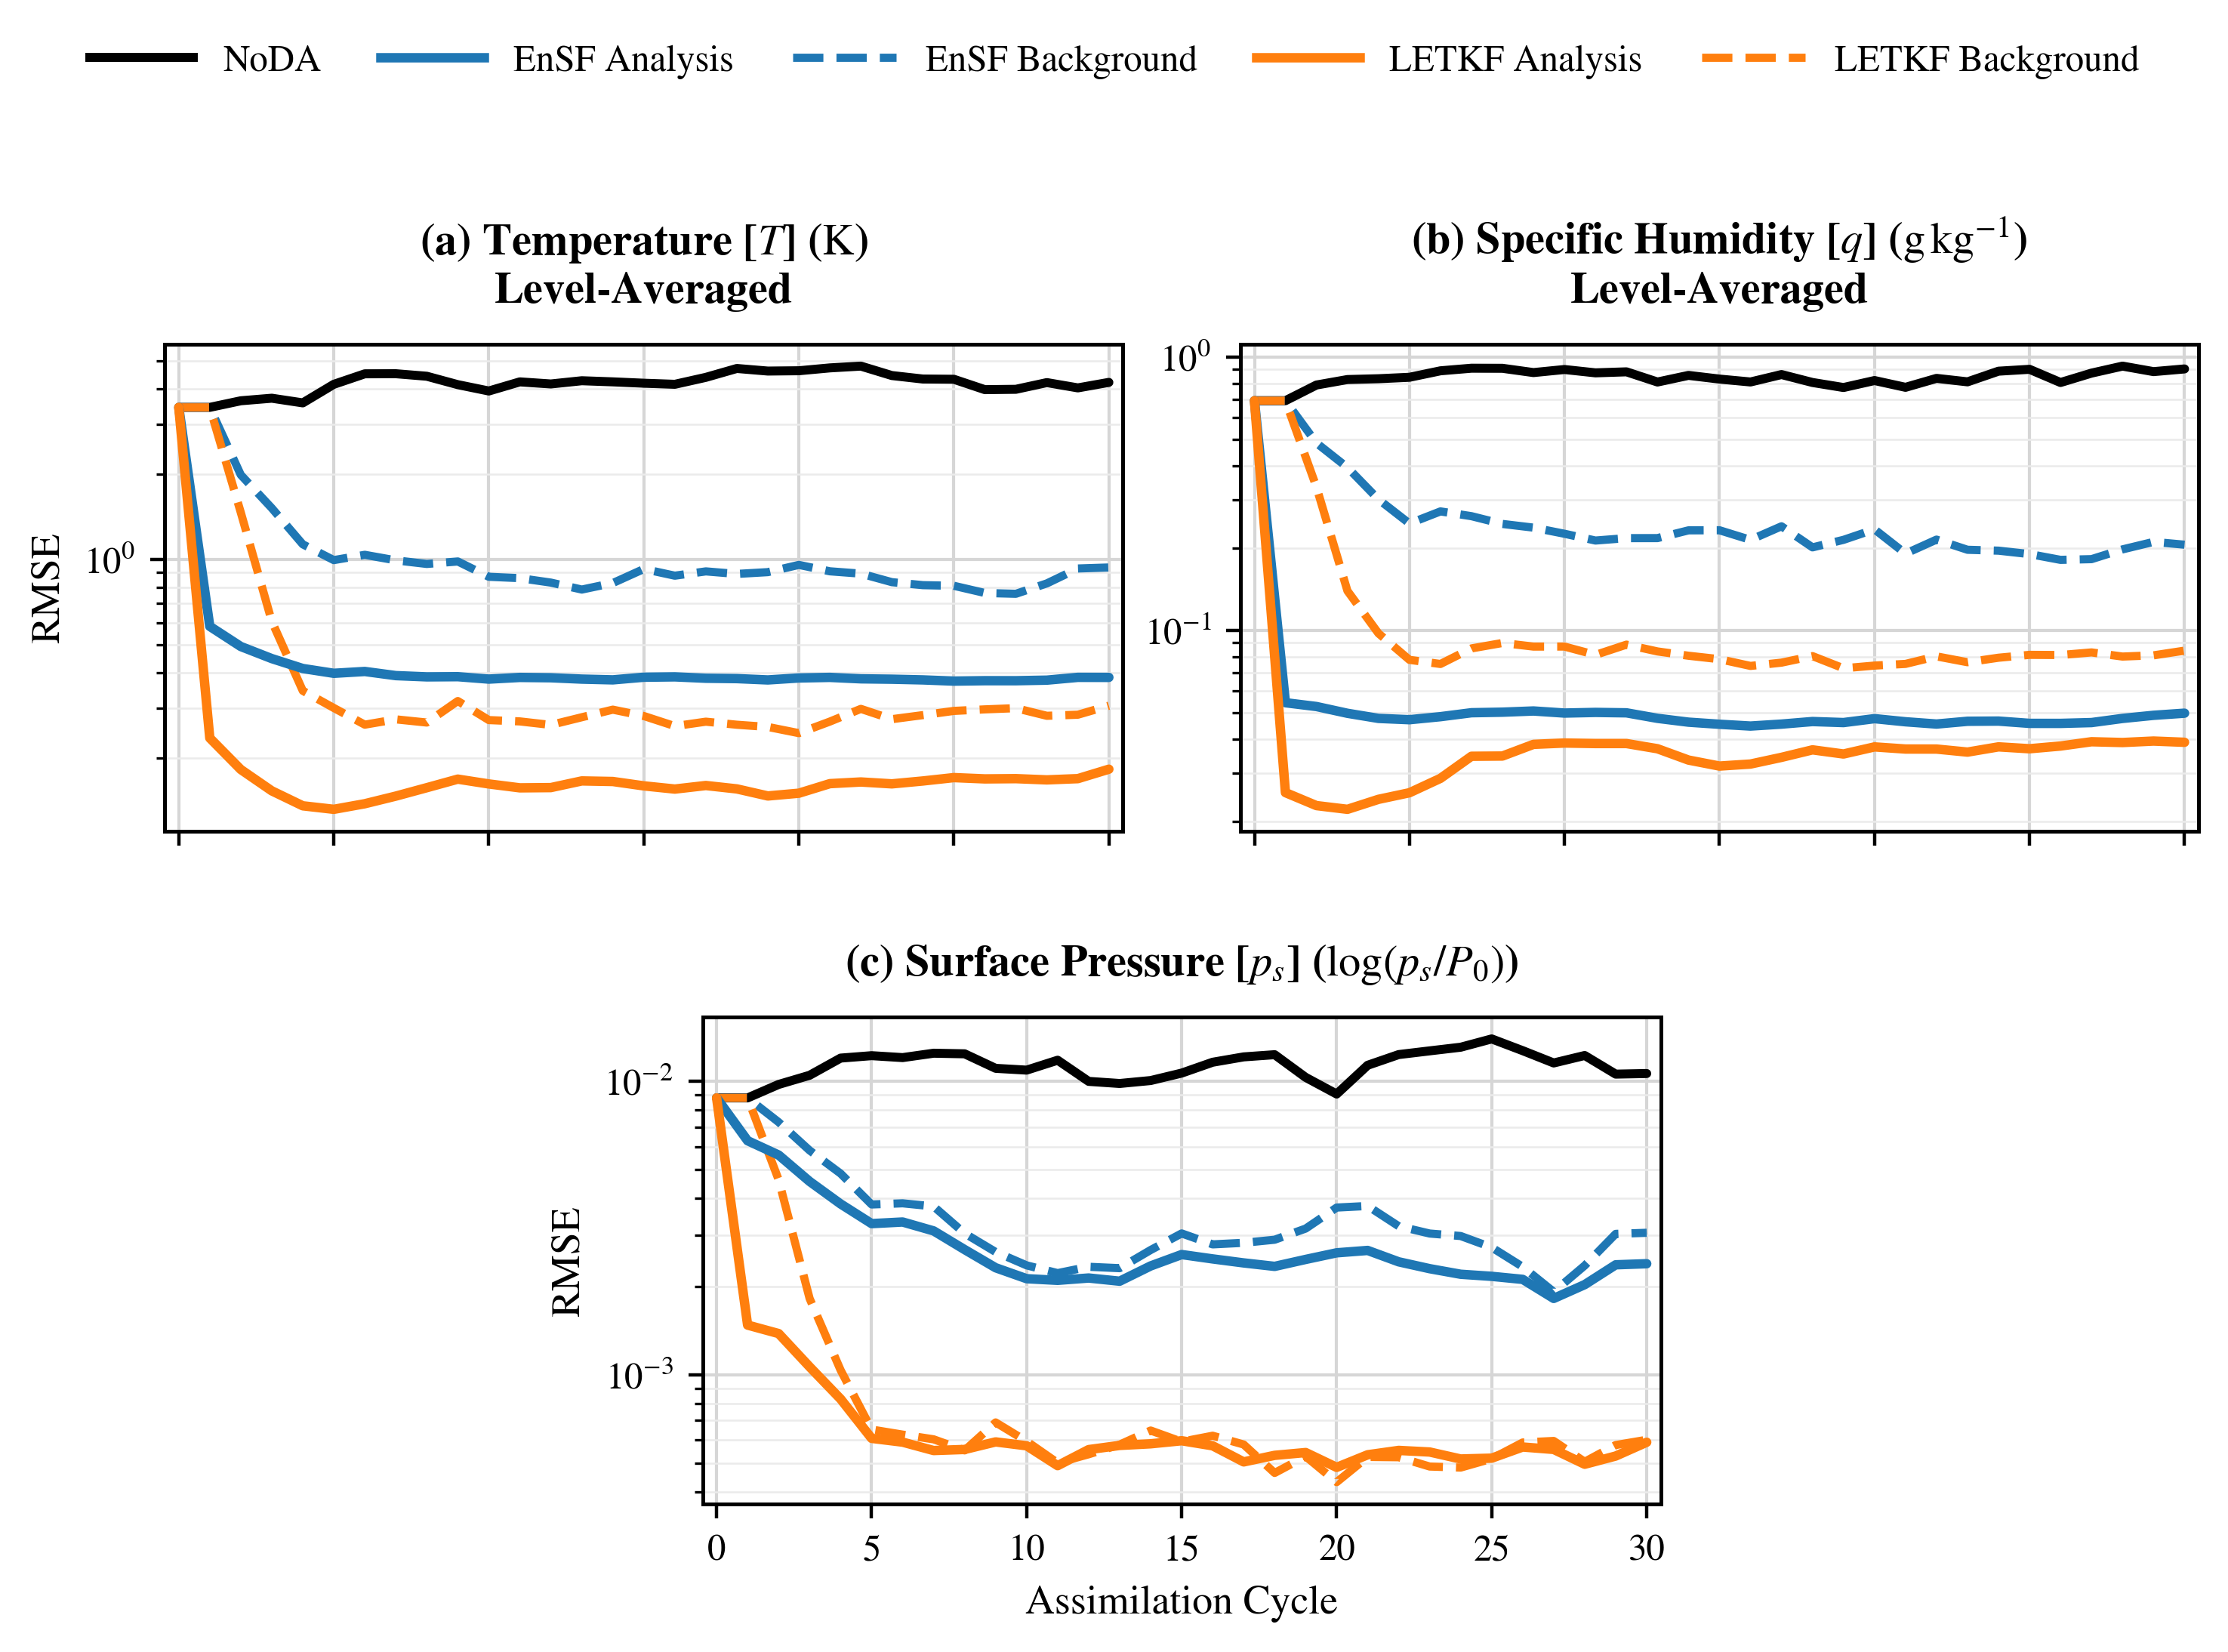 NoDA EnSF Analysis EnSF Background LETKF Analysis LETKF Background
(a) Temperature [T] (K)
Level-Averaged
RMSE
10⁰
(b) Specific Humidity [q] (g kg⁻¹)
Level-Averaged
10⁰
10⁻¹
(c) Surface Pressure [pₛ] (log(pₛ/P₀))
RMSE
10⁻²
10⁻³
0 5 10 15 20 25 30
Assimilation Cycle